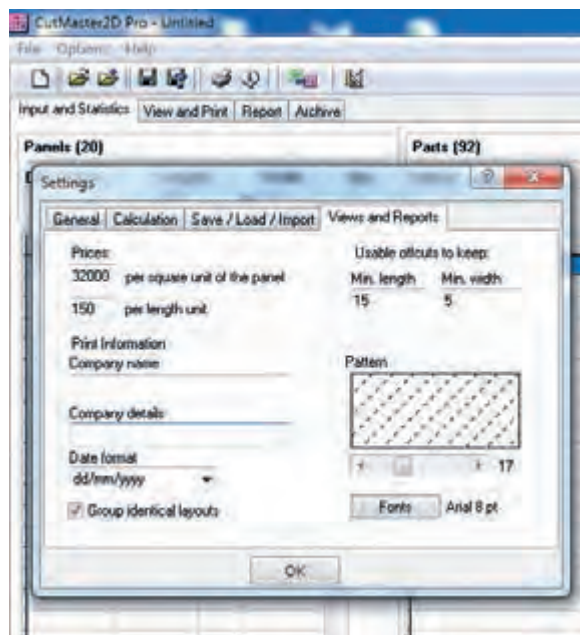 CutMaster2D Pro - Untitled
File Options Help
Input and Statistics View and Print Report Archive
Panels (20) Parts (92)
Settings
General Calculation Save / Load / Import Views and Reports
Prices: Usable offcuts to keep:
32000 per square unit of the panel Min. length Min. width
150 per length unit 15 5
Print Information
Company name Pattern
Company details
Date format
dd/mm/yyyy 17
Group identical layouts Fonts Arial 8 pt
OK